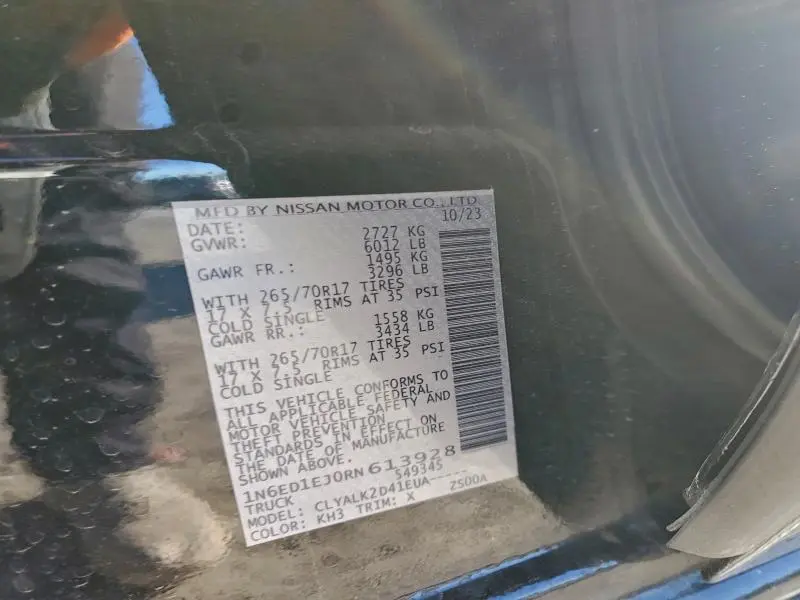 MFD BY NISSAN MOTOR CO., LTD
DATE: 10/23
GVWR: 2727 KG
6012 LB
GAWR FR.: 1495 KG
3296 LB
WITH 265/70R17 TIRES
17 X 7.5 RIMS AT 35 PSI
COLD SINGLE
GAWR RR.: 1558 KG
3434 LB
WITH 265/70R17 TIRES
17 X 7.5 RIMS AT 35 PSI
COLD SINGLE
THIS VEHICLE CONFORMS TO
ALL APPLICABLE FEDERAL
MOTOR VEHICLE SAFETY AND
THEFT PREVENTION
STANDARDS IN EFFECT ON
THE DATE OF MANUFACTURE
SHOWN ABOVE.
1N6ED1EJ0RN613928
TRUCK 549345
MODEL: CLYALK2D41EUA-----
COLOR: KH3 TRIM: X ZS00A